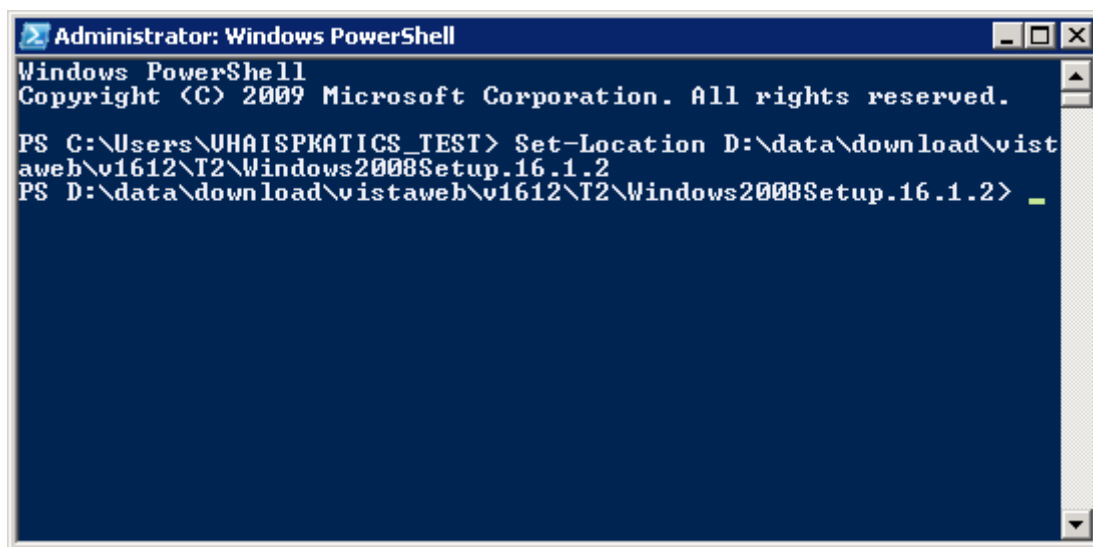 Administrator: Windows PowerShell
Windows PowerShell
Copyright (C) 2009 Microsoft Corporation. All rights reserved.
PS C:\Users\VHAISPKATICS_TEST> Set-Location D:\data\download\vist
aweb\v1612\T2\Windows2008Setup.16.1.2
PS D:\data\download\vistaweb\v1612\T2\Windows2008Setup.16.1.2> _